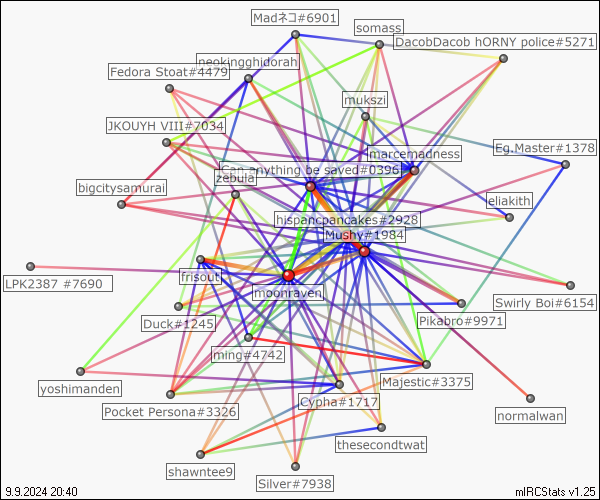 Madネコ#6901
somass
DacobDacob hORNY police#5271
neokingghidorah
Fedora Stoat#4479
mukszi
JKOUYH VIII#7034
marcemadness
Eg.Master#1378
Can anything be saved#0396
zebula
bigcitysamurai
eliakith
hispancpancakes#2928
Mushy#1984
frisout
LPK2387 #7690
moonraven
Swirly Boi#6154
Duck#1245
Pikabro#9971
ming#4742
Majestic#3375
yoshimanden
Cypha#1717
Pocket Persona#3326
normalwan
thesecondtwat
shawntee9
Silver#7938
9.9.2024 20:40
mIRCStats v1.25